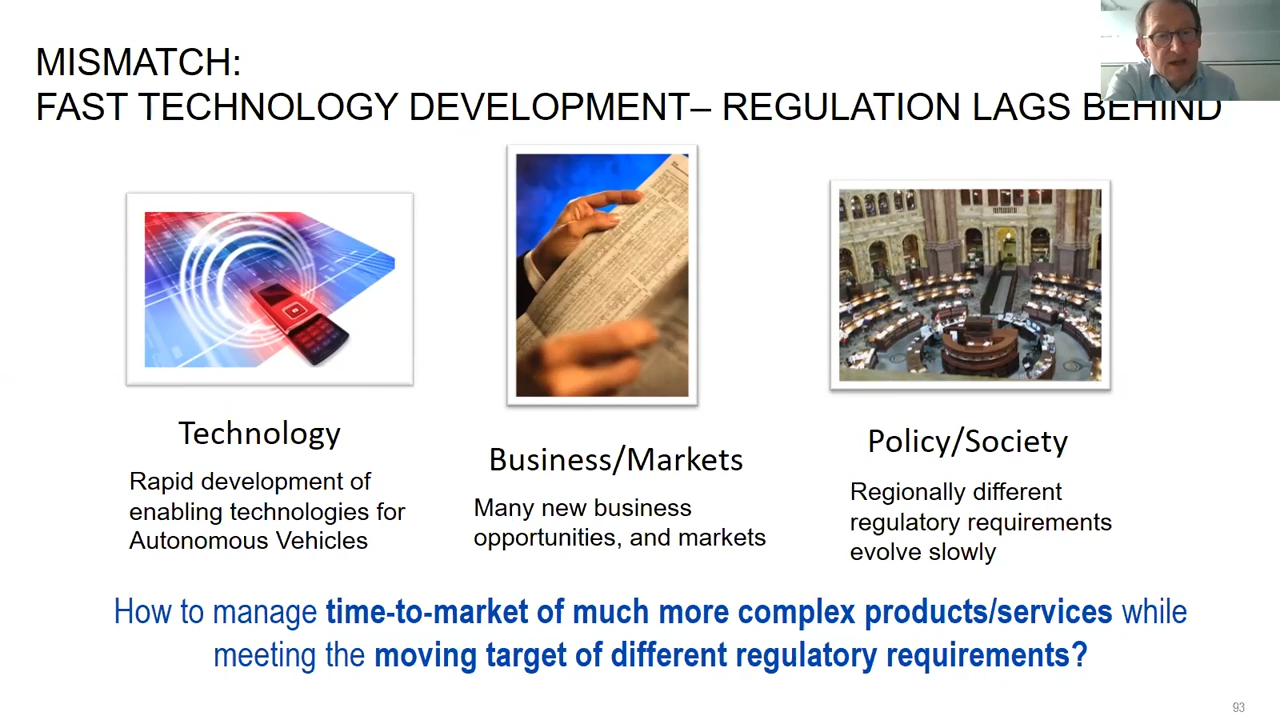 MISMATCH:
FAST TECHNOLOGY DEVELOPMENT– REGULATION LAGS BEHIND
Technology
Rapid development of
enabling technologies for
Autonomous Vehicles
Business/Markets
Many new business
opportunities, and markets
Policy/Society
Regionally different
regulatory requirements
evolve slowly
How to manage time-to-market of much more complex products/services while
meeting the moving target of different regulatory requirements?
93